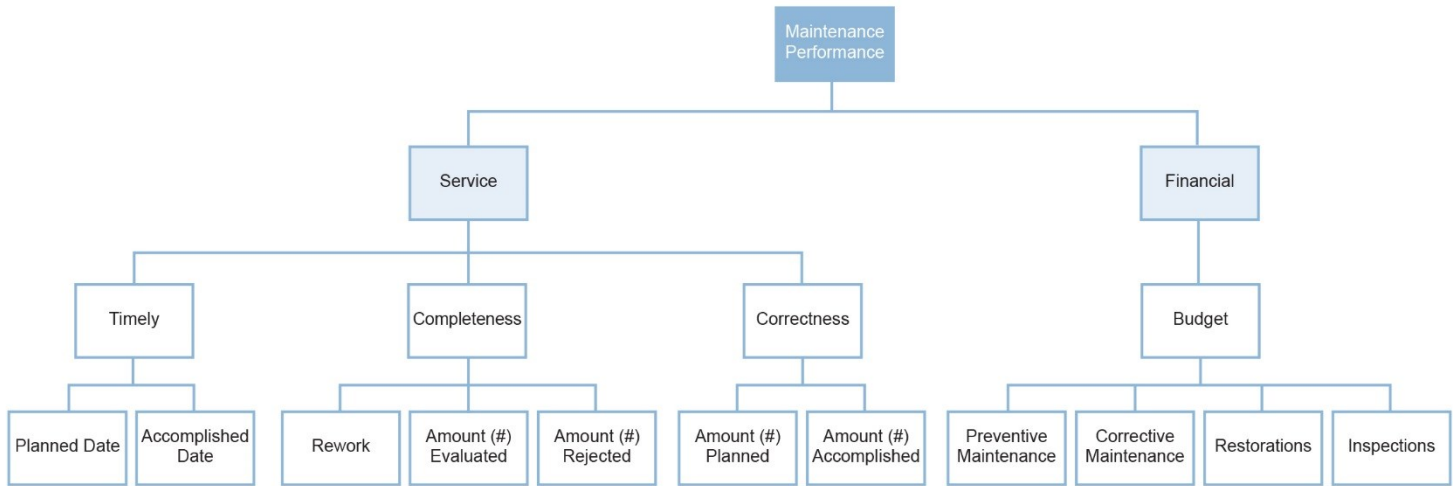 Maintenance
Performance
Service
Financial
Timely
Completeness
Correctness
Budget
Planned Date
Accomplished
Date
Rework
Amount (#)
Evaluated
Amount (#)
Rejected
Amount (#)
Planned
Amount (#)
Accomplished
Preventive
Maintenance
Corrective
Maintenance
Restorations
Inspections